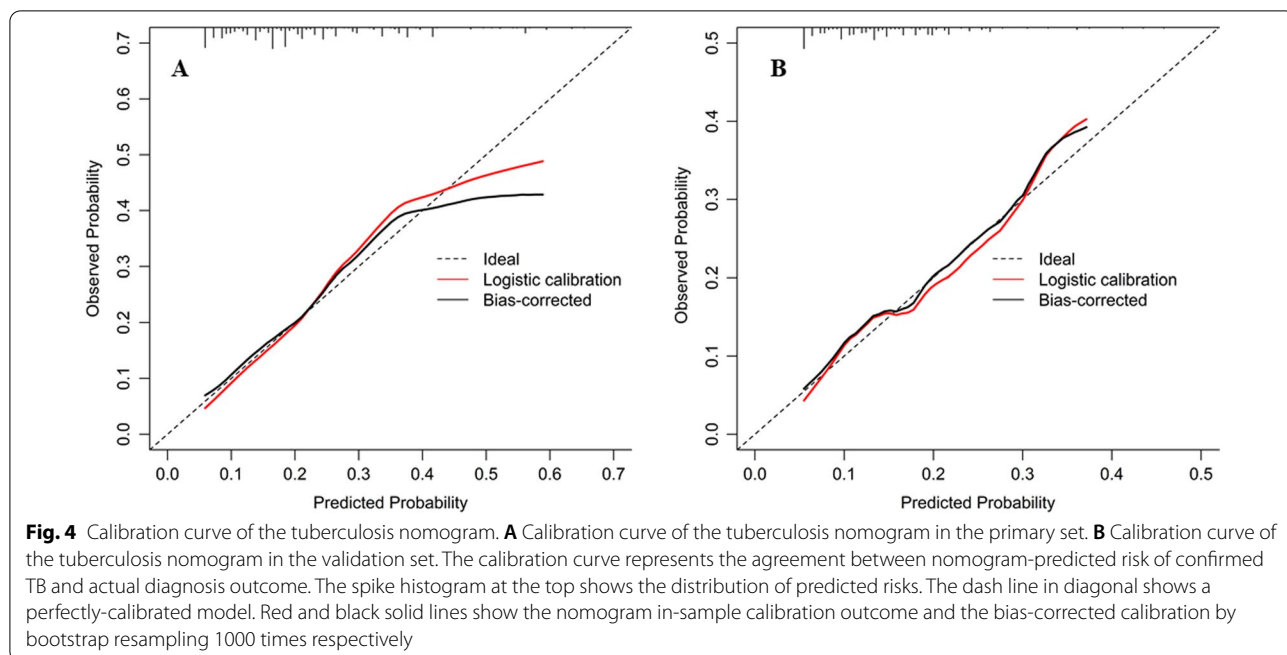 A
0.7
0.6
0.5
0.4
0.3
0.2
0.1
0.0
Observed Probability
Ideal
Logistic calibration
Bias-corrected
0.0 0.1 0.2 0.3 0.4 0.5 0.6 0.7
Predicted Probability
B
0.5
0.4
0.3
0.2
0.1
0.0
Observed Probability
Ideal
Logistic calibration
Bias-corrected
0.0 0.1 0.2 0.3 0.4 0.5
Predicted Probability
Fig. 4 Calibration curve of the tuberculosis nomogram. A Calibration curve of the tuberculosis nomogram in the primary set. B Calibration curve of
the tuberculosis nomogram in the validation set. The calibration curve represents the agreement between nomogram-predicted risk of confirmed
TB and actual diagnosis outcome. The spike histogram at the top shows the distribution of predicted risks. The dash line in diagonal shows a
perfectly-calibrated model. Red and black solid lines show the nomogram in-sample calibration outcome and the bias-corrected calibration by
bootstrap resampling 1000 times respectively